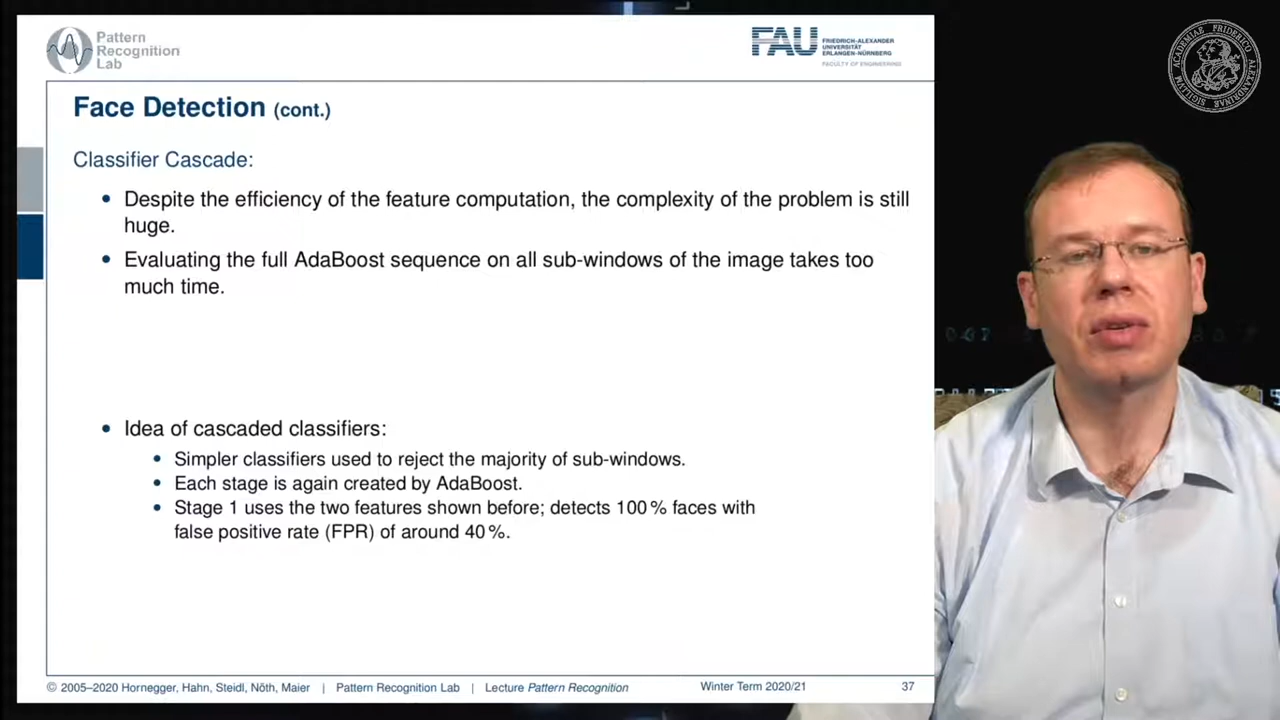 Pattern
Recognition
Lab
FAU
FRIEDRICH-ALEXANDER
UNIVERSITÄT
ERLANGEN-NÜRNBERG
FACULTY OF ENGINEERING
Face Detection (cont.)
Classifier Cascade:
• Despite the efficiency of the feature computation, the complexity of the problem is still
huge.
• Evaluating the full AdaBoost sequence on all sub-windows of the image takes too
much time.
• Idea of cascaded classifiers:
• Simpler classifiers used to reject the majority of sub-windows.
• Each stage is again created by AdaBoost.
• Stage 1 uses the two features shown before; detects 100 % faces with
false positive rate (FPR) of around 40 %.
© 2005–2020 Hornegger, Hahn, Steidl, Nöth, Maier | Pattern Recognition Lab | Lecture Pattern Recognition Winter Term 2020/21 37